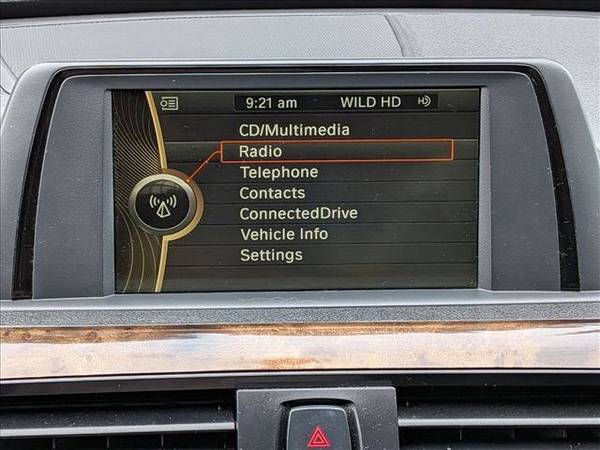 9:21 am WILD HD
CD/Multimedia
Radio
Telephone
Contacts
ConnectedDrive
Vehicle Info
Settings